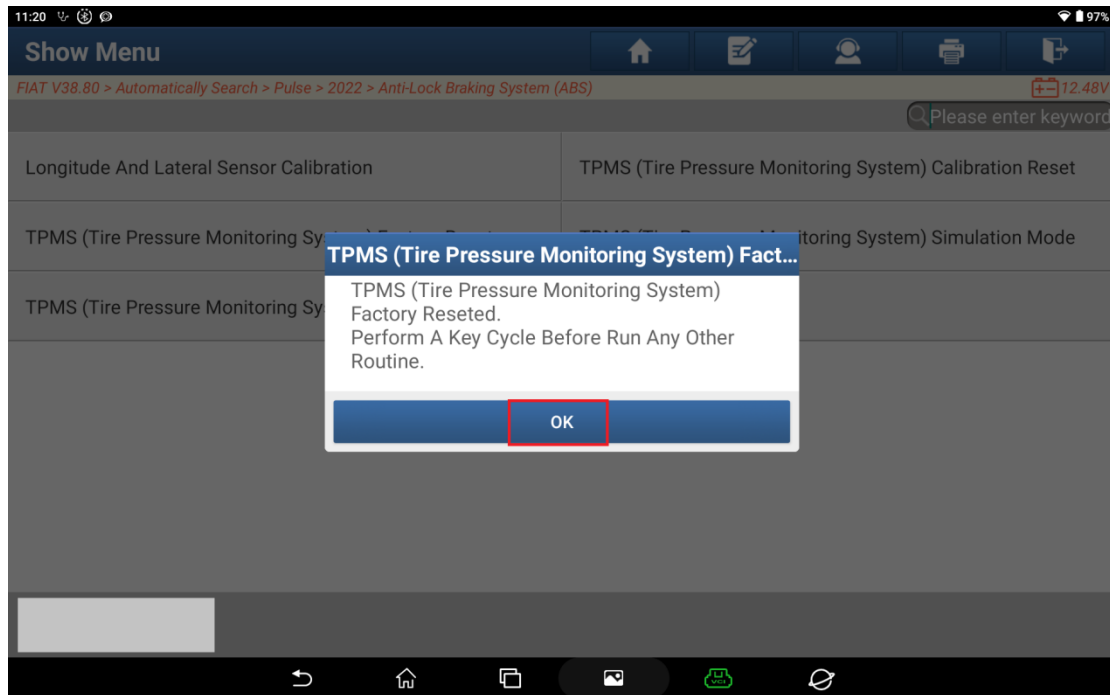 11:20
97%
Show Menu
FIAT V38.80 > Automatically Search > Pulse > 2022 > Anti-Lock Braking System (ABS)
12.48V
Please enter keyword
Longitude And Lateral Sensor Calibration
TPMS (Tire Pressure Monitoring System) Calibration Reset
TPMS (Tire Pressure Monitoring Sy
itoring System) Simulation Mode
TPMS (Tire Pressure Monitoring Sy
TPMS (Tire Pressure Monitoring System) Fact...
TPMS (Tire Pressure Monitoring System)
Factory Reseted.
Perform A Key Cycle Before Run Any Other
Routine.
OK
VCI